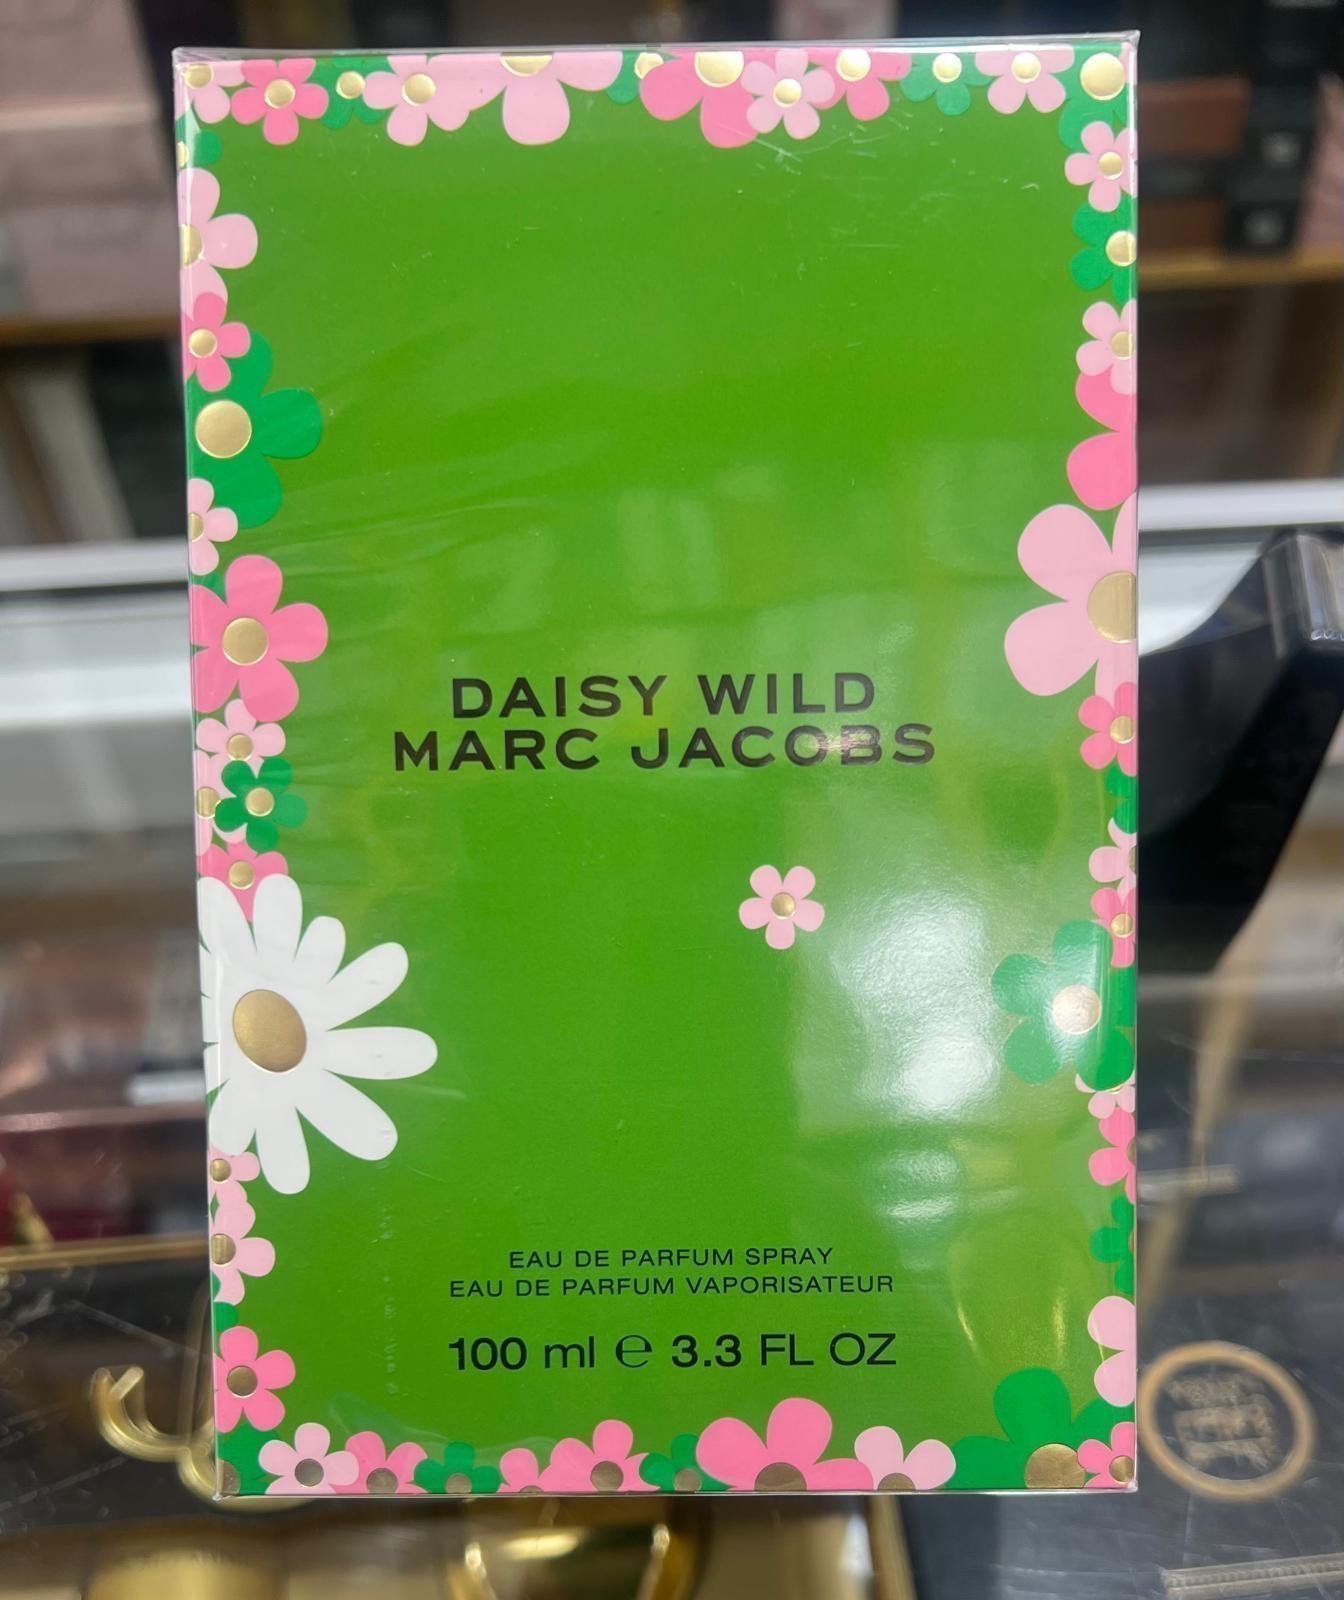 DAISY WILD
MARC JACOBS
EAU DE PARFUM SPRAY
EAU DE PARFUM VAPORISATEUR
100 ml ℮ 3.3 FL OZ